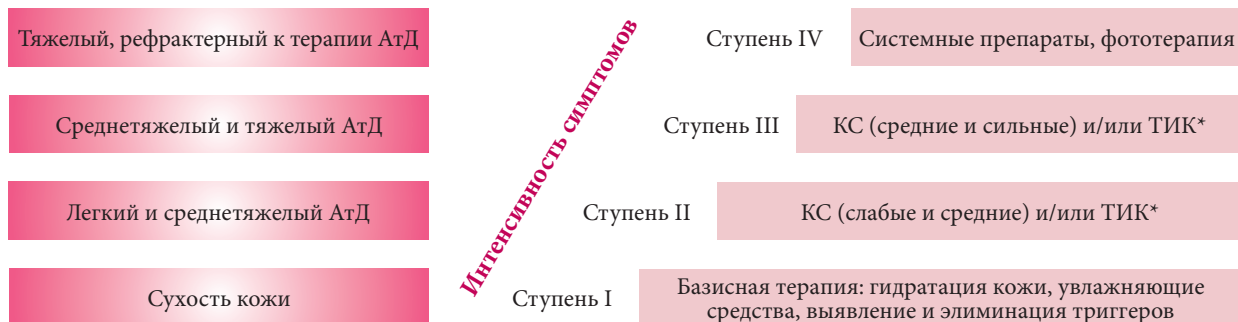 Тяжелый, рефрактерный к терапии АтД
Ступень IV
Системные препараты, фототерапия
Среднетяжелый и тяжелый АтД
Ступень III
КС (средние и сильные) и/или ТИК*
Легкий и среднетяжелый АтД
Ступень II
КС (слабые и средние) и/или ТИК*
Сухость кожи
Ступень I
Базисная терапия: гидратация кожи, увлажняющие
средства, выявление и элиминация триггеров
Интенсивность симптомов